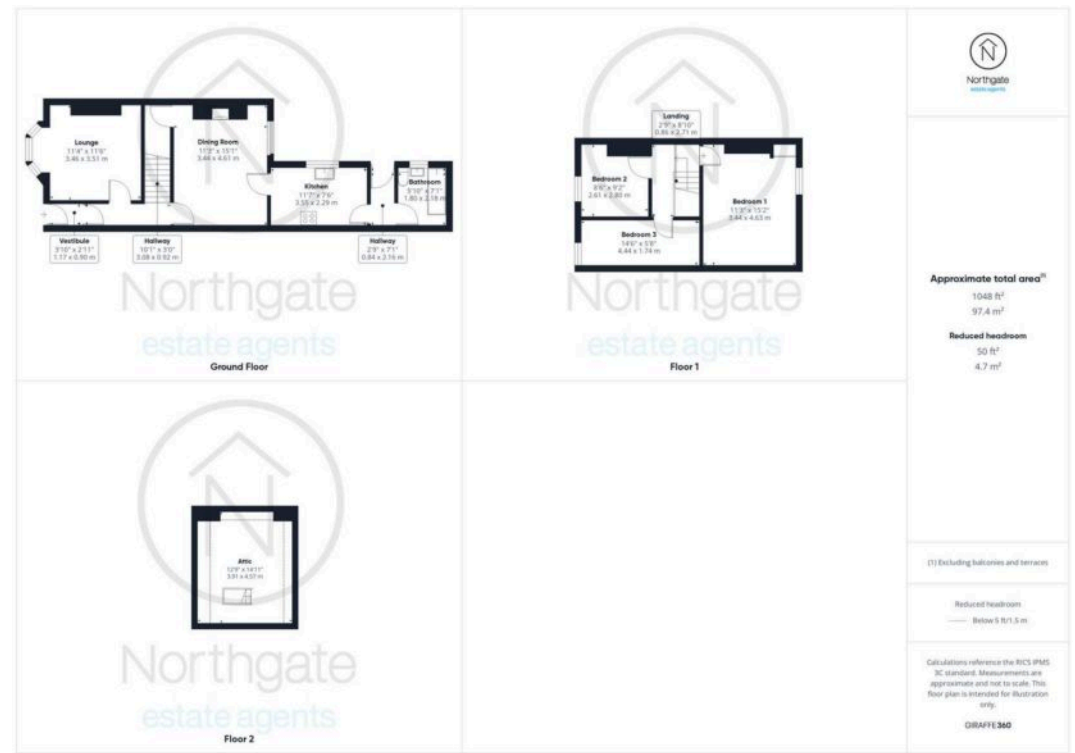 Lounge
11'4" x 11'6"
3.46 x 3.51 m
Dining Room
11'3" x 15'1"
3.44 x 4.61 m
Kitchen
11'7" x 7'6"
3.55 x 2.29 m
Bathroom
5'10" x 7'1"
1.80 x 2.18 m
Vestibule
3'10" x 2'11"
1.17 x 0.90 m
Hallway
10'1" x 3'0"
3.08 x 0.92 m
Hallway
2'9" x 7'1"
0.84 x 2.16 m
Northgate
estate agents
Ground Floor
Landing
2'9" x 8'10"
0.86 x 2.71 m
Bedroom 2
8'6" x 9'2"
2.61 x 2.80 m
Bedroom 1
11'3" x 15'2"
3.44 x 4.63 m
Bedroom 3
14'6" x 5'8"
4.44 x 1.74 m
Northgate
estate agents
Floor 1
Attic
12'9" x 14'11"
3.91 x 4.57 m
Northgate
estate agents
Floor 2
Northgate
estate agents
Approximate total area(1)
1048 ft²
97.4 m²
Reduced headroom
50 ft²
4.7 m²
(1) Excluding balconies and terraces
Reduced headroom
Below 5 ft/1.5 m
Calculations reference the RICS IPMS
3C standard. Measurements are
approximate and not to scale. This
floor plan is intended for illustration
only.
GIRAFFE360